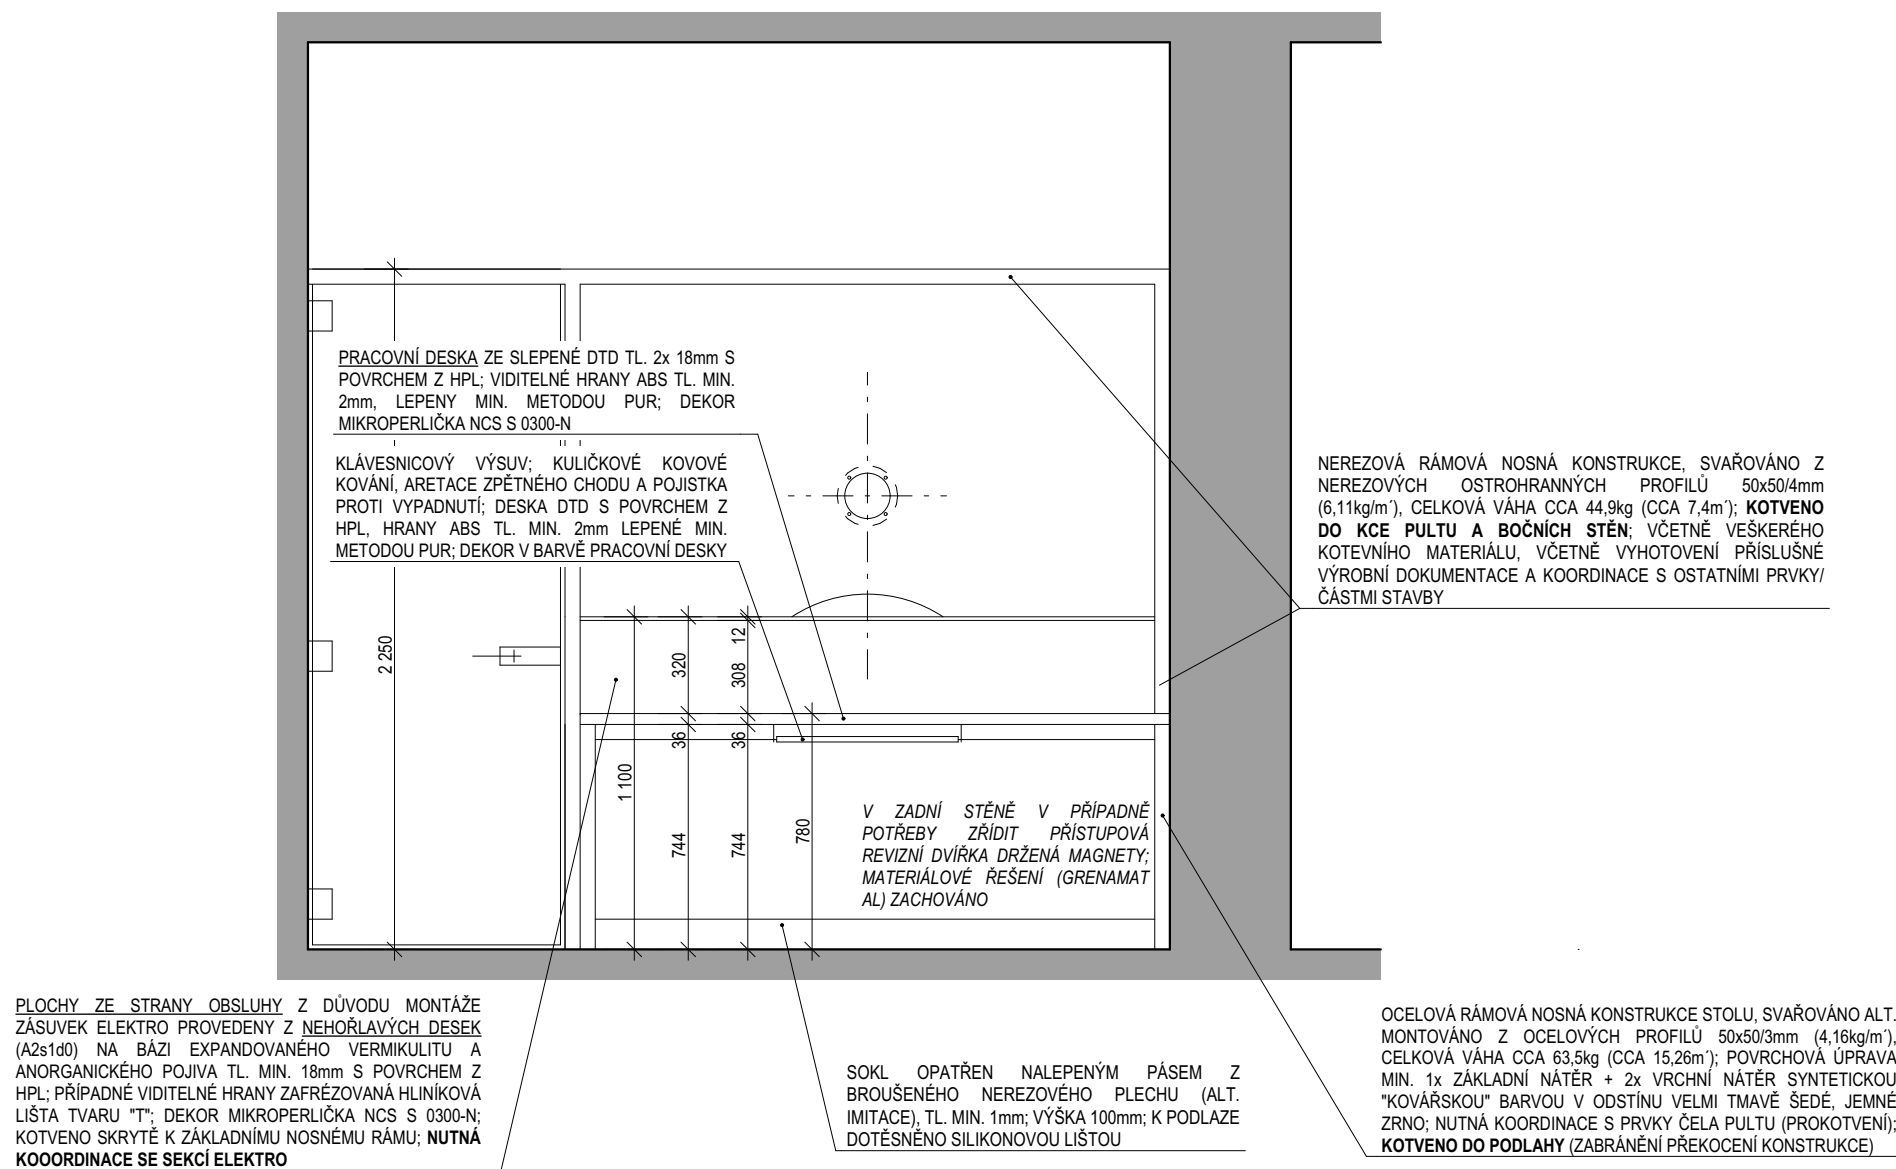 PRACOVNÍ DESKA ZE SLEPENÉ DTD TL. 2x 18mm S
POVRCHEM Z HPL; VIDITELNÉ HRANY ABS TL. MIN.
2mm, LEPENY MIN. METODOU PUR; DEKOR
MIKROPERLIČKA NCS S 0300-N
KLÁVESNICOVÝ VÝSUV; KULIČKOVÉ KOVOVÉ
KOVÁNÍ, ARETACE ZPĚTNÉHO CHODU A POJISTKA
PROTI VYPADNUTÍ; DESKA DTD S POVRCHEM Z
HPL, HRANY ABS TL. MIN. 2mm LEPENÉ MIN.
METODOU PUR; DEKOR V BARVĚ PRACOVNÍ DESKY
NEREZOVÁ RÁMOVÁ NOSNÁ KONSTRUKCE, SVAŘOVÁNO Z
NEREZOVÝCH OSTROHRANNÝCH PROFILŮ 50x50/4mm
(6,11kg/m´), CELKOVÁ VÁHA CCA 44,9kg (CCA 7,4m´); KOTVENO
DO KCE PULTU A BOČNÍCH STĚN; VČETNĚ VEŠKERÉHO
KOTEVNÍHO MATERIÁLU, VČETNĚ VYHOTOVENÍ PŘÍSLUŠNÉ
VÝROBNÍ DOKUMENTACE A KOORDINACE S OSTATNÍMI PRVKY/
ČÁSTMI STAVBY
2 250
1 100
320
36
744
12
308
36
744
780
V ZADNÍ STĚNĚ V PŘÍPADNĚ
POTŘEBY ZŘÍDIT PŘÍSTUPOVÁ
REVIZNÍ DVÍŘKA DRŽENÁ MAGNETY;
MATERIÁLOVÉ ŘEŠENÍ (GRENAMAT
AL) ZACHOVÁNO
PLOCHY ZE STRANY OBSLUHY Z DŮVODU MONTÁŽE
ZÁSUVEK ELEKTRO PROVEDENY Z NEHOŘLAVÝCH DESEK
(A2s1d0) NA BÁZI EXPANDOVANÉHO VERMIKULITU A
ANORGANICKÉHO POJIVA TL. MIN. 18mm S POVRCHEM Z
HPL; PŘÍPADNÉ VIDITELNÉ HRANY ZAFRÉZOVANÁ HLINÍKOVÁ
LIŠTA TVARU "T"; DEKOR MIKROPERLIČKA NCS S 0300-N;
KOTVENO SKRYTĚ K ZÁKLADNÍMU NOSNÉMU RÁMU; NUTNÁ
KOOORDINACE SE SEKCÍ ELEKTRO
SOKL OPATŘEN NALEPENÝM PÁSEM Z
BROUŠENÉHO NEREZOVÉHO PLECHU (ALT.
IMITACE), TL. MIN. 1mm; VÝŠKA 100mm; K PODLAZE
DOTĚSNĚNO SILIKONOVOU LIŠTOU
OCELOVÁ RÁMOVÁ NOSNÁ KONSTRUKCE STOLU, SVAŘOVÁNO ALT.
MONTOVÁNO Z OCELOVÝCH PROFILŮ 50x50/3mm (4,16kg/m´),
CELKOVÁ VÁHA CCA 63,5kg (CCA 15,26m´); POVRCHOVÁ ÚPRAVA
MIN. 1x ZÁKLADNÍ NÁTĚR + 2x VRCHNÍ NÁTĚR SYNTETICKOU
"KOVÁŘSKOU" BARVOU V ODSTÍNU VELMI TMAVĚ ŠEDÉ, JEMNÉ
ZRNO; NUTNÁ KOORDINACE S PRVKY ČELA PULTU (PROKOTVENÍ);
KOTVENO DO PODLAHY (ZABRÁNĚNÍ PŘEKOCENÍ KONSTRUKCE)